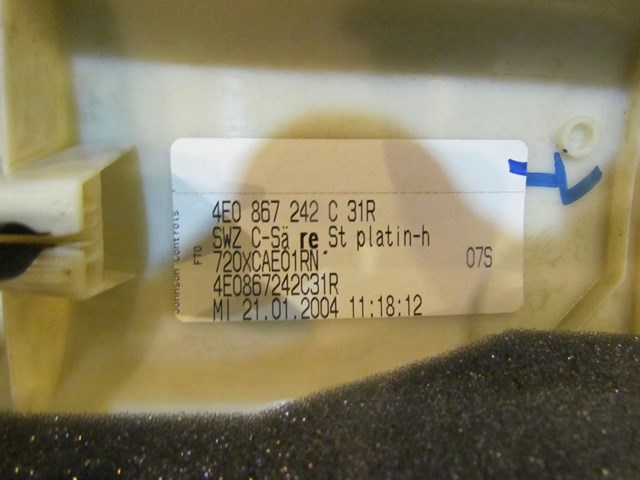 4E0 867 242 C 31R
SWZ C-Sä re St platin-h
720XCAE01RN
07S
4E0867242C31R
MI 21.01.2004 11:18:12
Johnson Controls
FTO